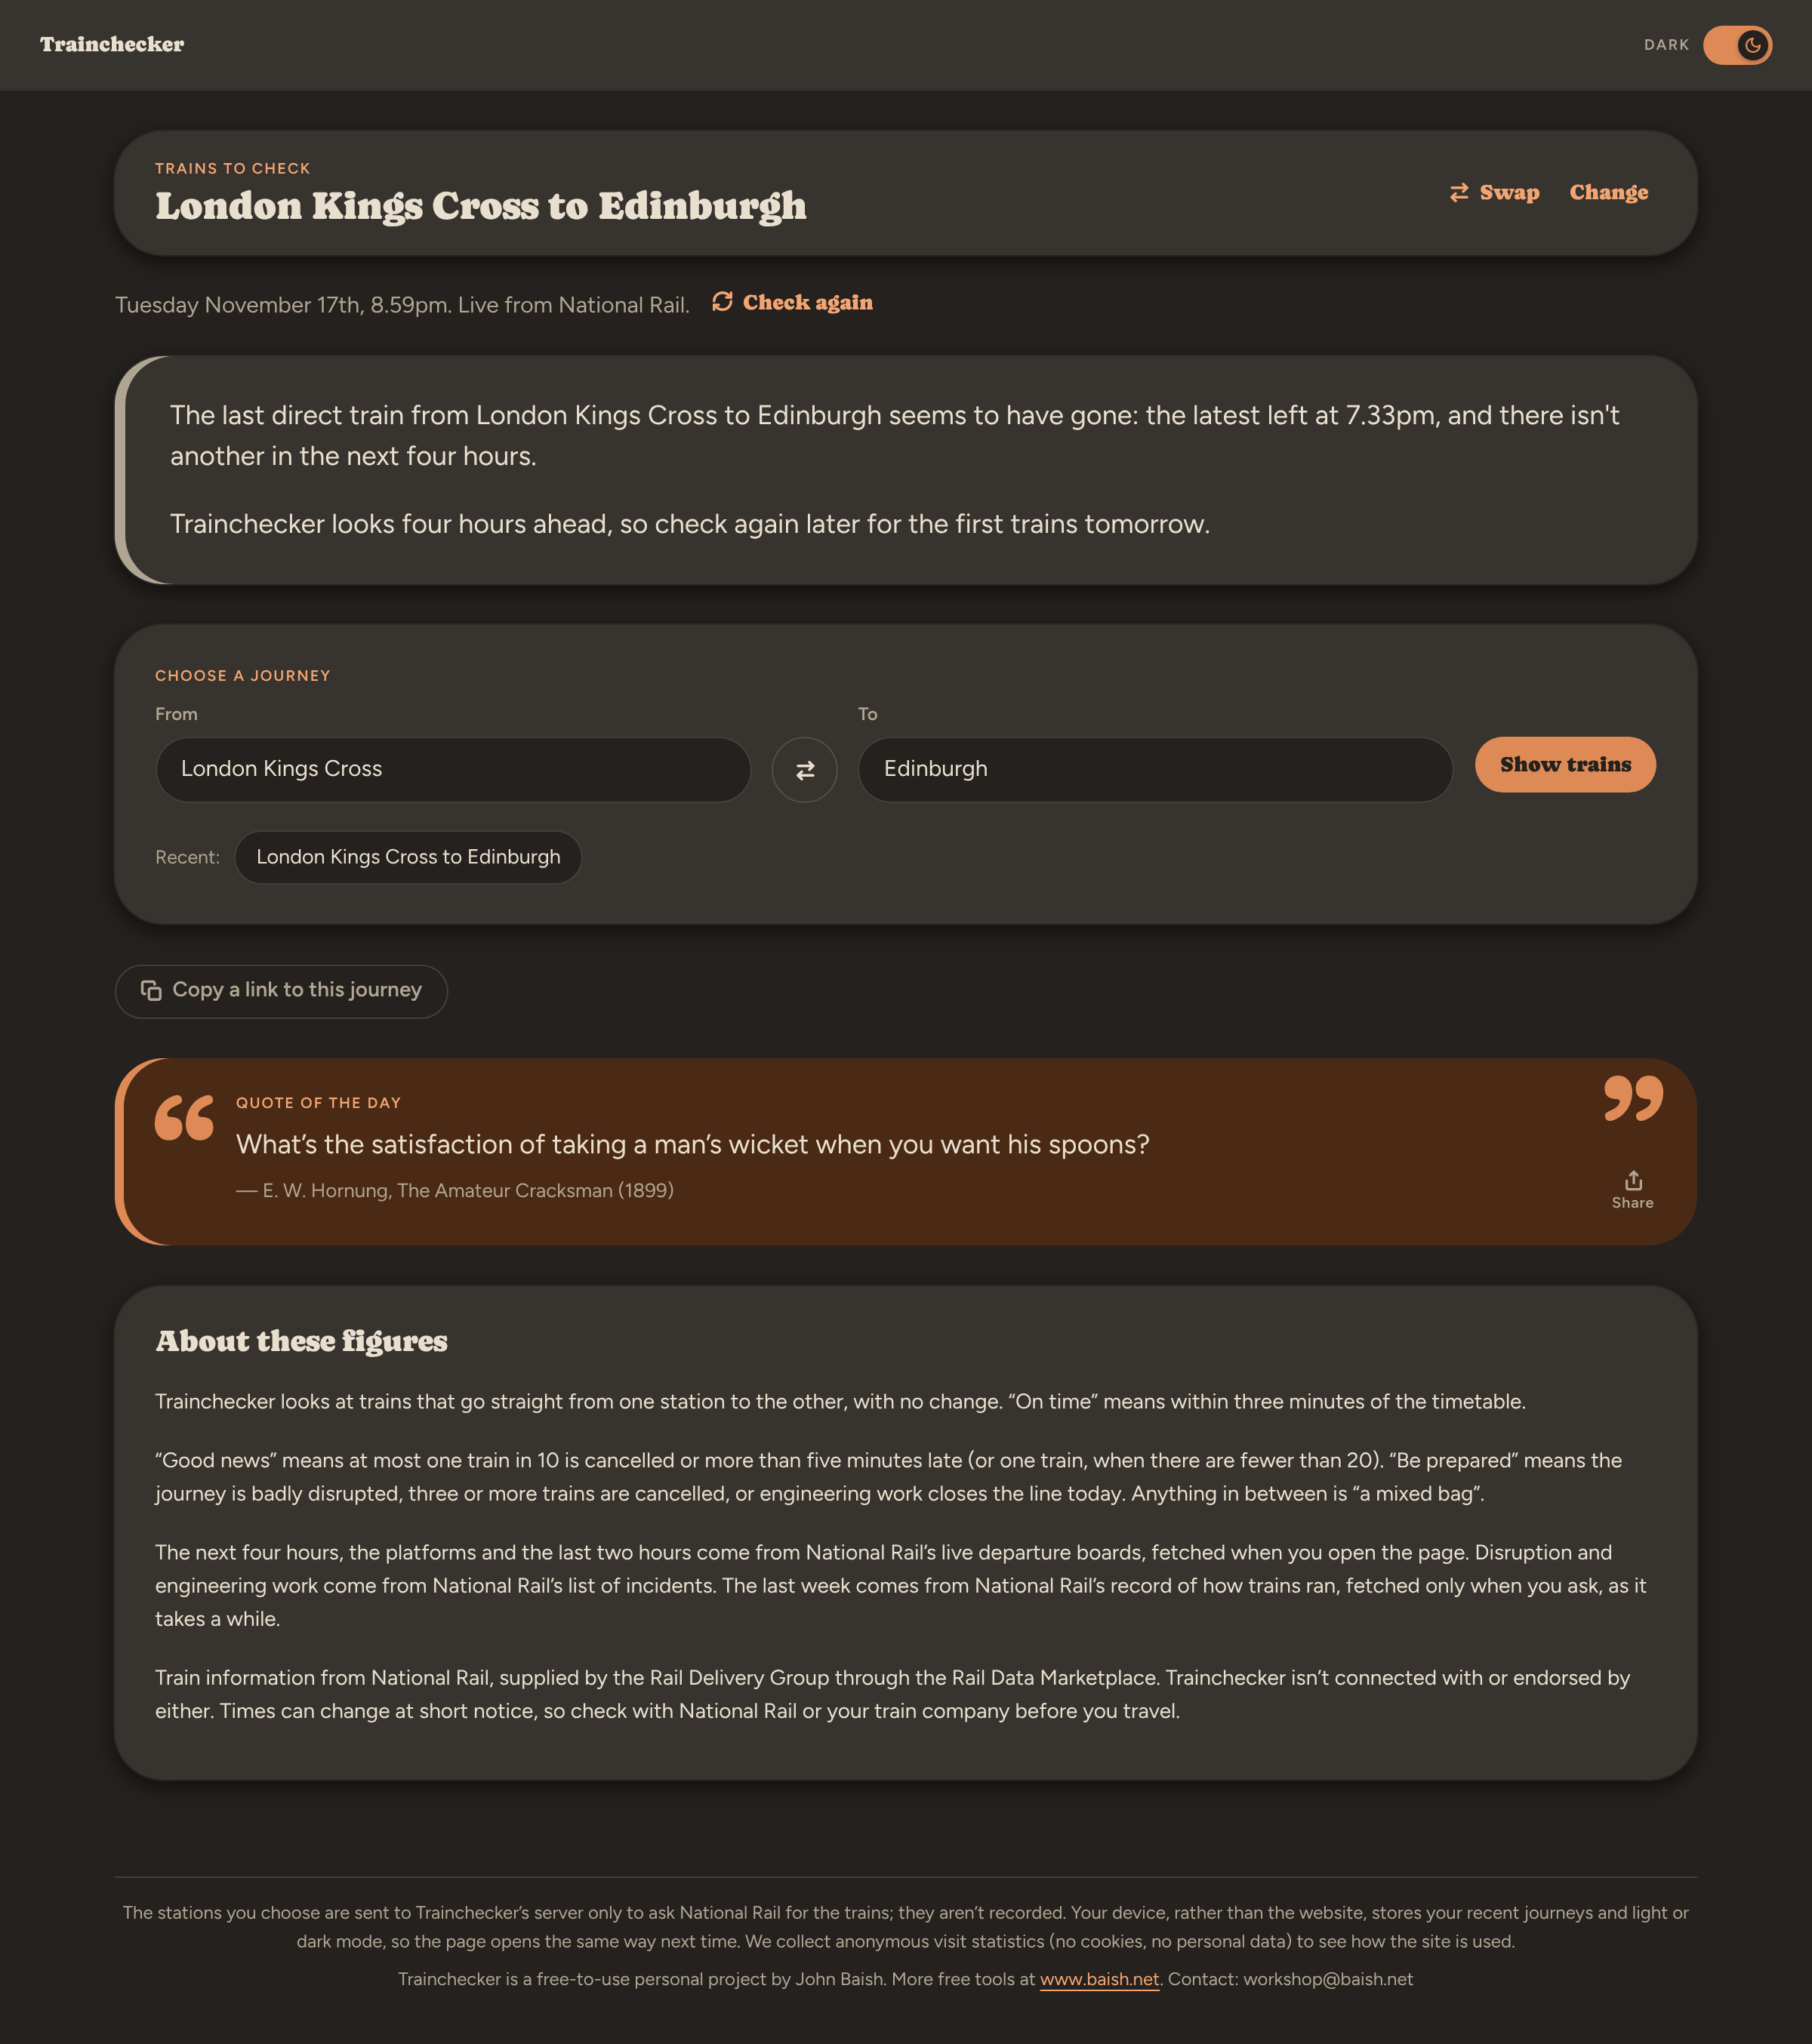 Trainchecker
DARK
TRAINS TO CHECK
London Kings Cross to Edinburgh
Swap
Change
Tuesday November 17th, 8.59pm. Live from National Rail.
Check again
The last direct train from London Kings Cross to Edinburgh seems to have gone: the latest left at 7.33pm, and there isn't
another in the next four hours.
Trainchecker looks four hours ahead, so check again later for the first trains tomorrow.
CHOOSE A JOURNEY
From
To
London Kings Cross
Edinburgh
Show trains
Recent:
London Kings Cross to Edinburgh
Copy a link to this journey
“
QUOTE OF THE DAY
”
What’s the satisfaction of taking a man’s wicket when you want his spoons?
— E. W. Hornung, The Amateur Cracksman (1899)
Share
About these figures
Trainchecker looks at trains that go straight from one station to the other, with no change. “On time” means within three minutes of the timetable.
“Good news” means at most one train in 10 is cancelled or more than five minutes late (or one train, when there are fewer than 20). “Be prepared” means the
journey is badly disrupted, three or more trains are cancelled, or engineering work closes the line today. Anything in between is “a mixed bag”.
The next four hours, the platforms and the last two hours come from National Rail’s live departure boards, fetched when you open the page. Disruption and
engineering work come from National Rail’s list of incidents. The last week comes from National Rail’s record of how trains ran, fetched only when you ask, as it
takes a while.
Train information from National Rail, supplied by the Rail Delivery Group through the Rail Data Marketplace. Trainchecker isn’t connected with or endorsed by
either. Times can change at short notice, so check with National Rail or your train company before you travel.
The stations you choose are sent to Trainchecker’s server only to ask National Rail for the trains; they aren’t recorded. Your device, rather than the website, stores your recent journeys and light or
dark mode, so the page opens the same way next time. We collect anonymous visit statistics (no cookies, no personal data) to see how the site is used.
Trainchecker is a free-to-use personal project by John Baish. More free tools at www.baish.net. Contact: workshop@baish.net